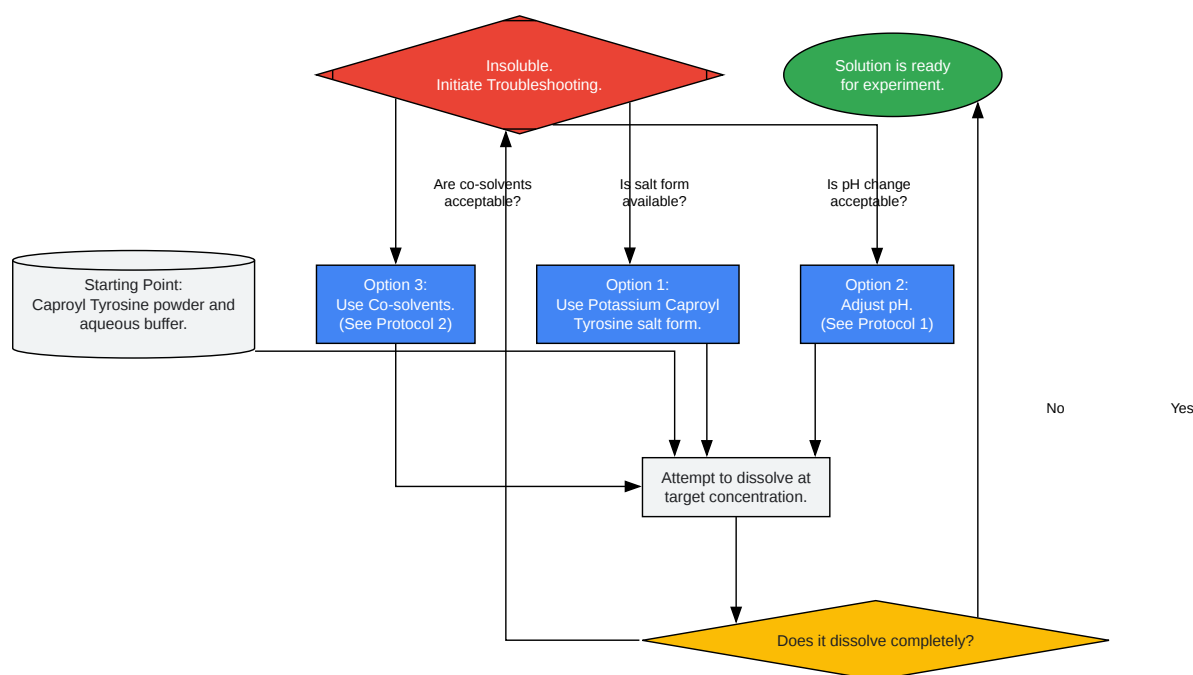 Insoluble.
Initiate Troubleshooting.
Solution is ready
for experiment.
Are co-solvents
acceptable?
Is salt form
available?
Is pH change
acceptable?
Starting Point:
Caproyl Tyrosine powder and
aqueous buffer.
Option 3:
Use Co-solvents.
(See Protocol 2)
Option 1:
Use Potassium Caproyl
Tyrosine salt form.
Option 2:
Adjust pH.
(See Protocol 1)
No
Yes
Attempt to dissolve at
target concentration.
Does it dissolve completely?